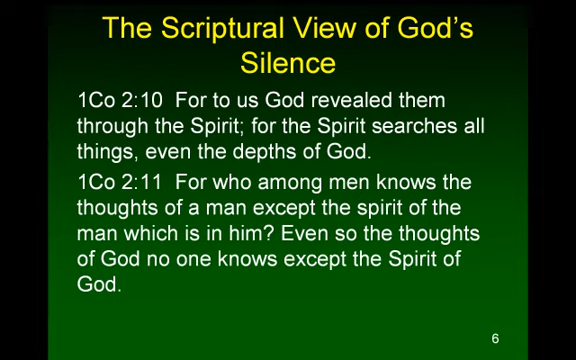 The Scriptural View of God’s
Silence
1Co 2:10  For to us God revealed them
through the Spirit; for the Spirit searches all
things, even the depths of God.
1Co 2:11  For who among men knows the
thoughts of a man except the spirit of the
man which is in him? Even so the thoughts
of God no one knows except the Spirit of
God.
6